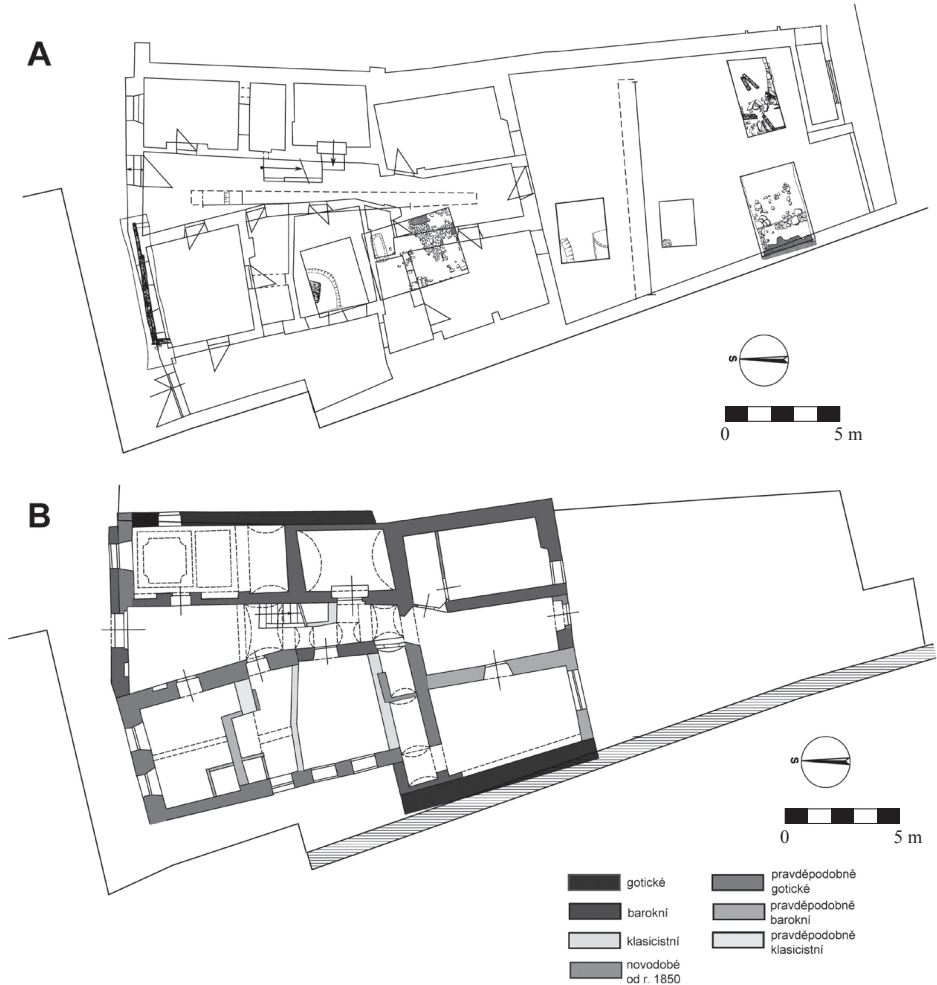 A
S
0 5 m
B
S
0 5 m
gotické
barokní
klasicistní
novodobé
od r. 1850
pravděpodobně
gotické
pravděpodobně
barokní
pravděpodobně
klasicistní